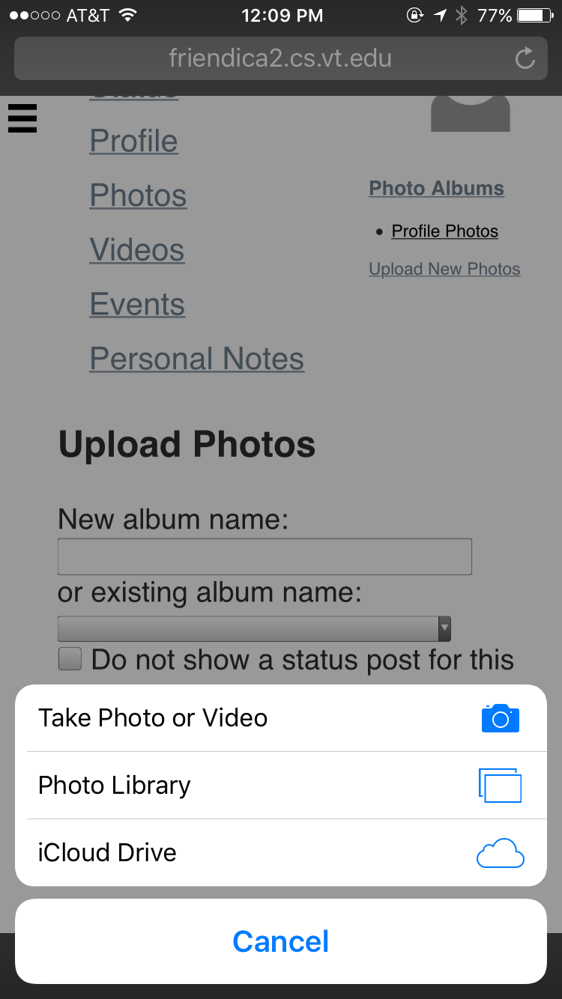 AT&T 12:09 PM 77%
friendica2.cs.vt.edu
Status
Profile
Photos
Videos
Events
Personal Notes
Photo Albums
Profile Photos
Upload New Photos
Upload Photos
New album name:
or existing album name:
Do not show a status post for this
Take Photo or Video
Photo Library
iCloud Drive
Cancel